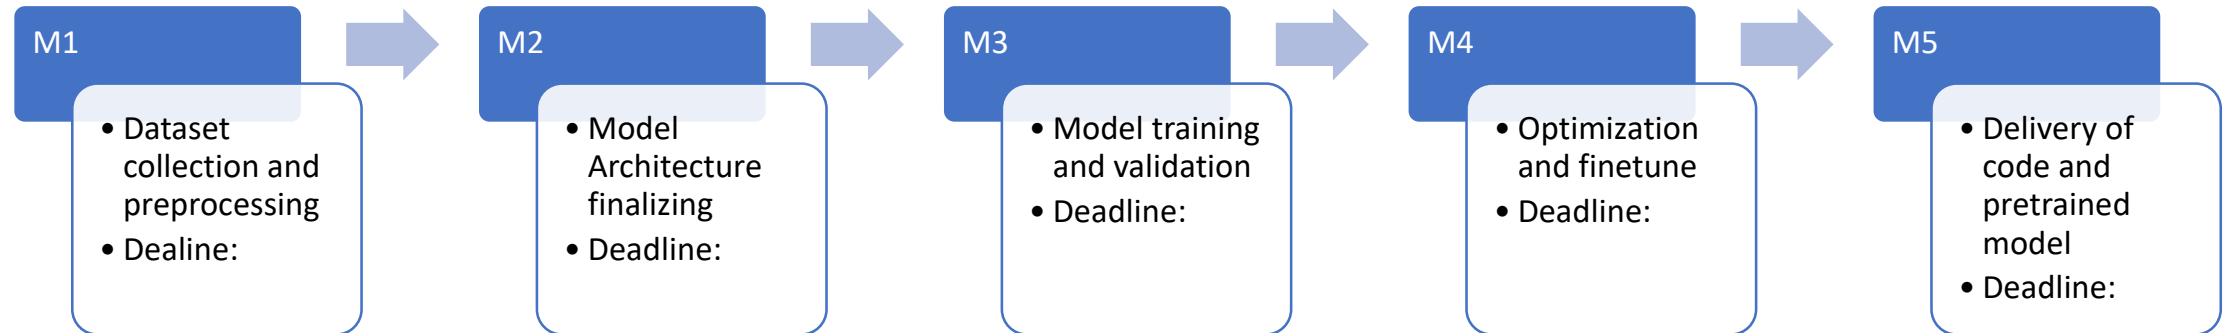 M1
• Dataset
collection and
preprocessing
• Dealine:
M2
• Model
Architecture
finalizing
• Deadline:
M3
• Model training
and validation
• Deadline:
M4
• Optimization
and finetune
• Deadline:
M5
• Delivery of
code and
pretrained
model
• Deadline: